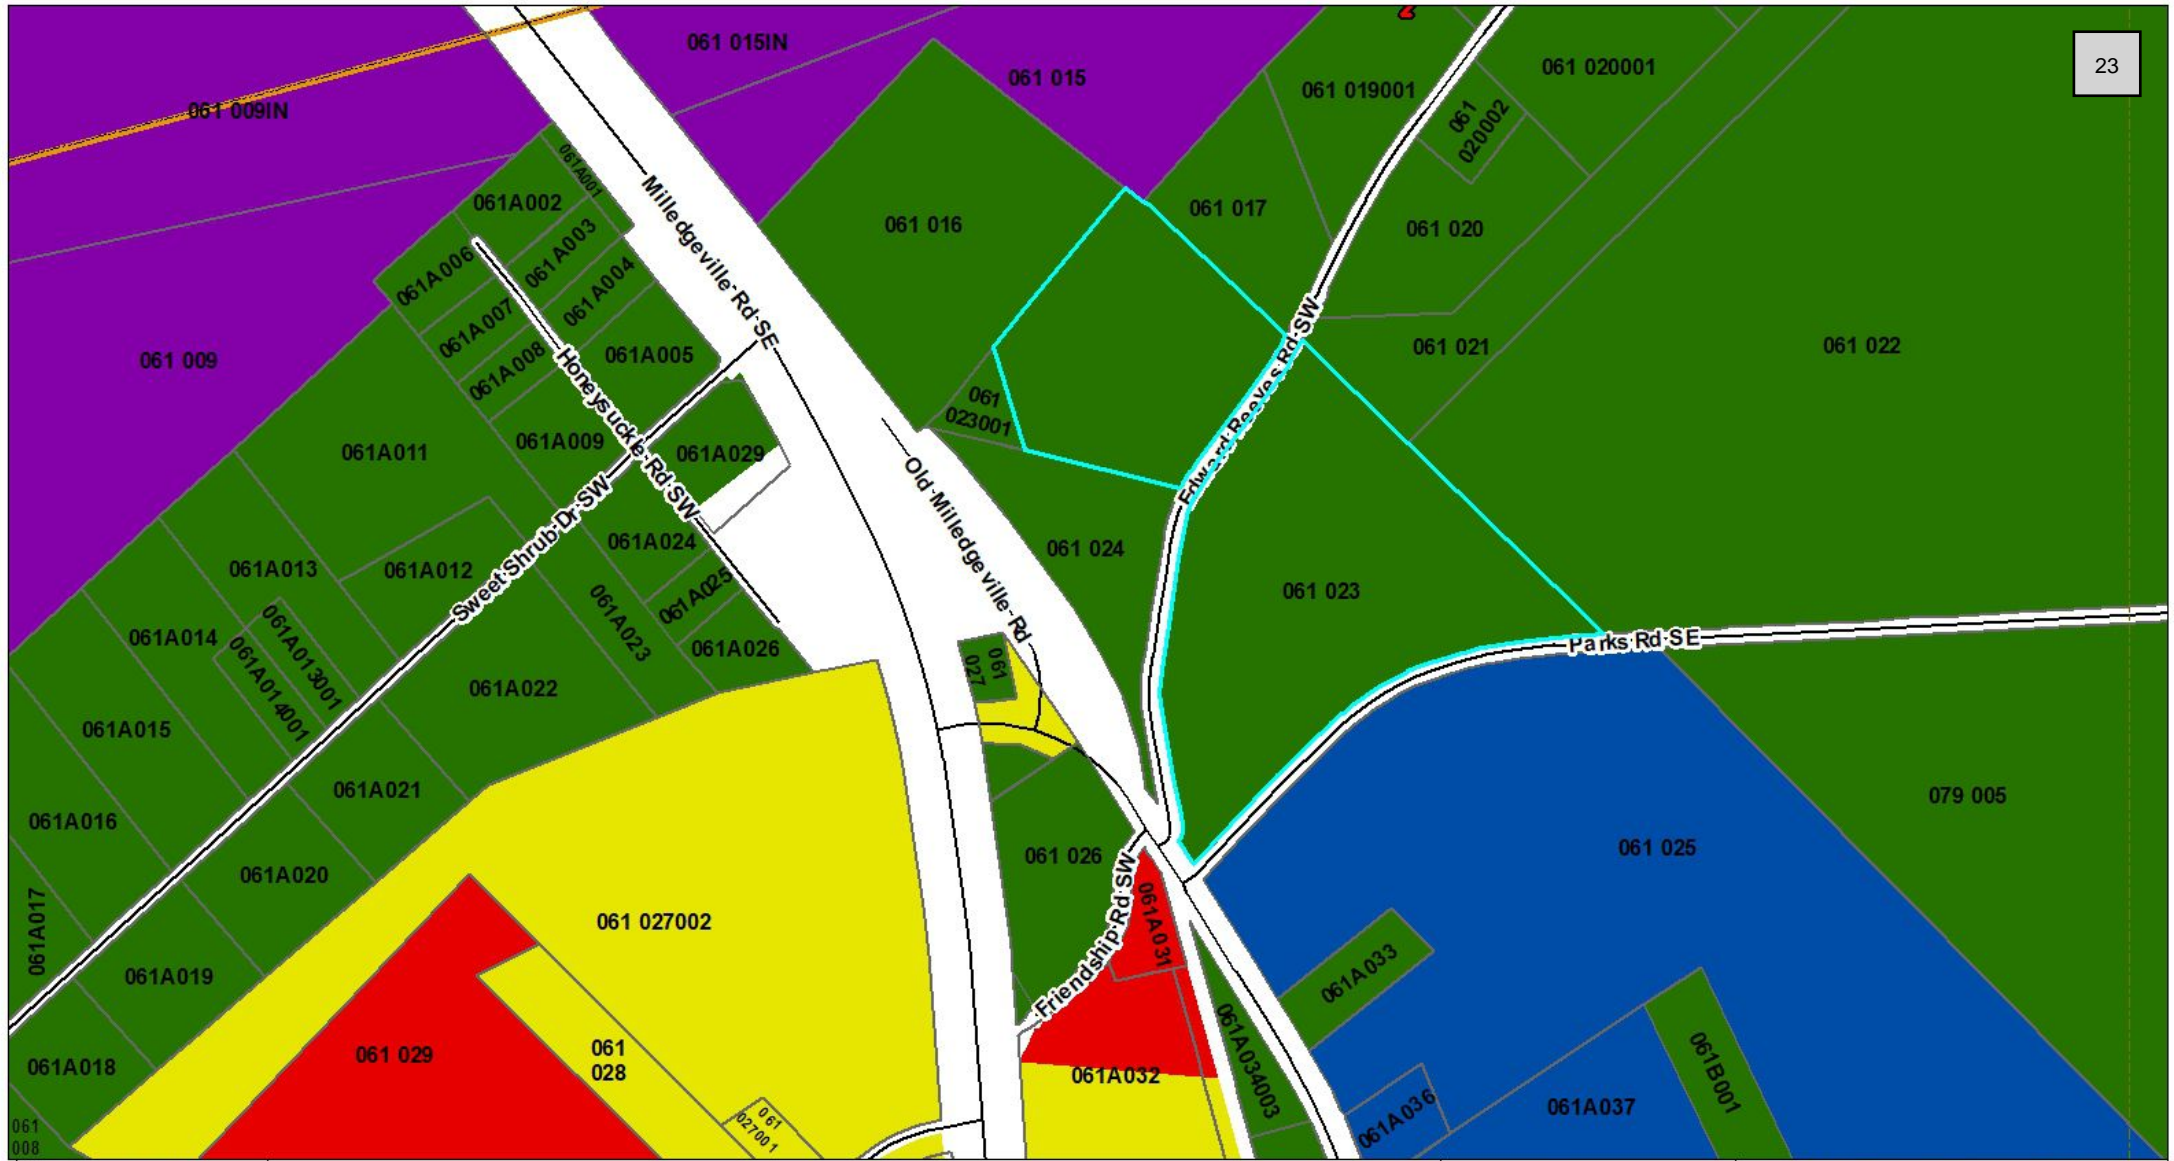 23
061 015IN
061 015
061 009IN
061 019001
061 020001
061
020002
061A001
061A002
061A003
061A004
061A005
061A006
061A007
061A008
Milledgeville Rd SE
061 016
061 017
061 020
061 009
Honeysuckle Rd SW
Edward Reeves Rd SW
061 021
061 022
061
023001
061A011
061A009
061A029
Old Milledgeville Rd
061 024
061 023
061A013
061A012
Sweet Shrub Dr SW
061A024
061A025
061A023
061A026
061A014
061A013001
061A014001
061A022
061
027
Parks Rd SE
061A015
061A021
061A016
061A020
061A017
061A019
061A018
061
008
061 027002
061 026
Friendship Rd SW
061A031
061 025
079 005
061 029
061
028
061
027001
061A032
061A034003
061A033
061A036
061A037
061B001